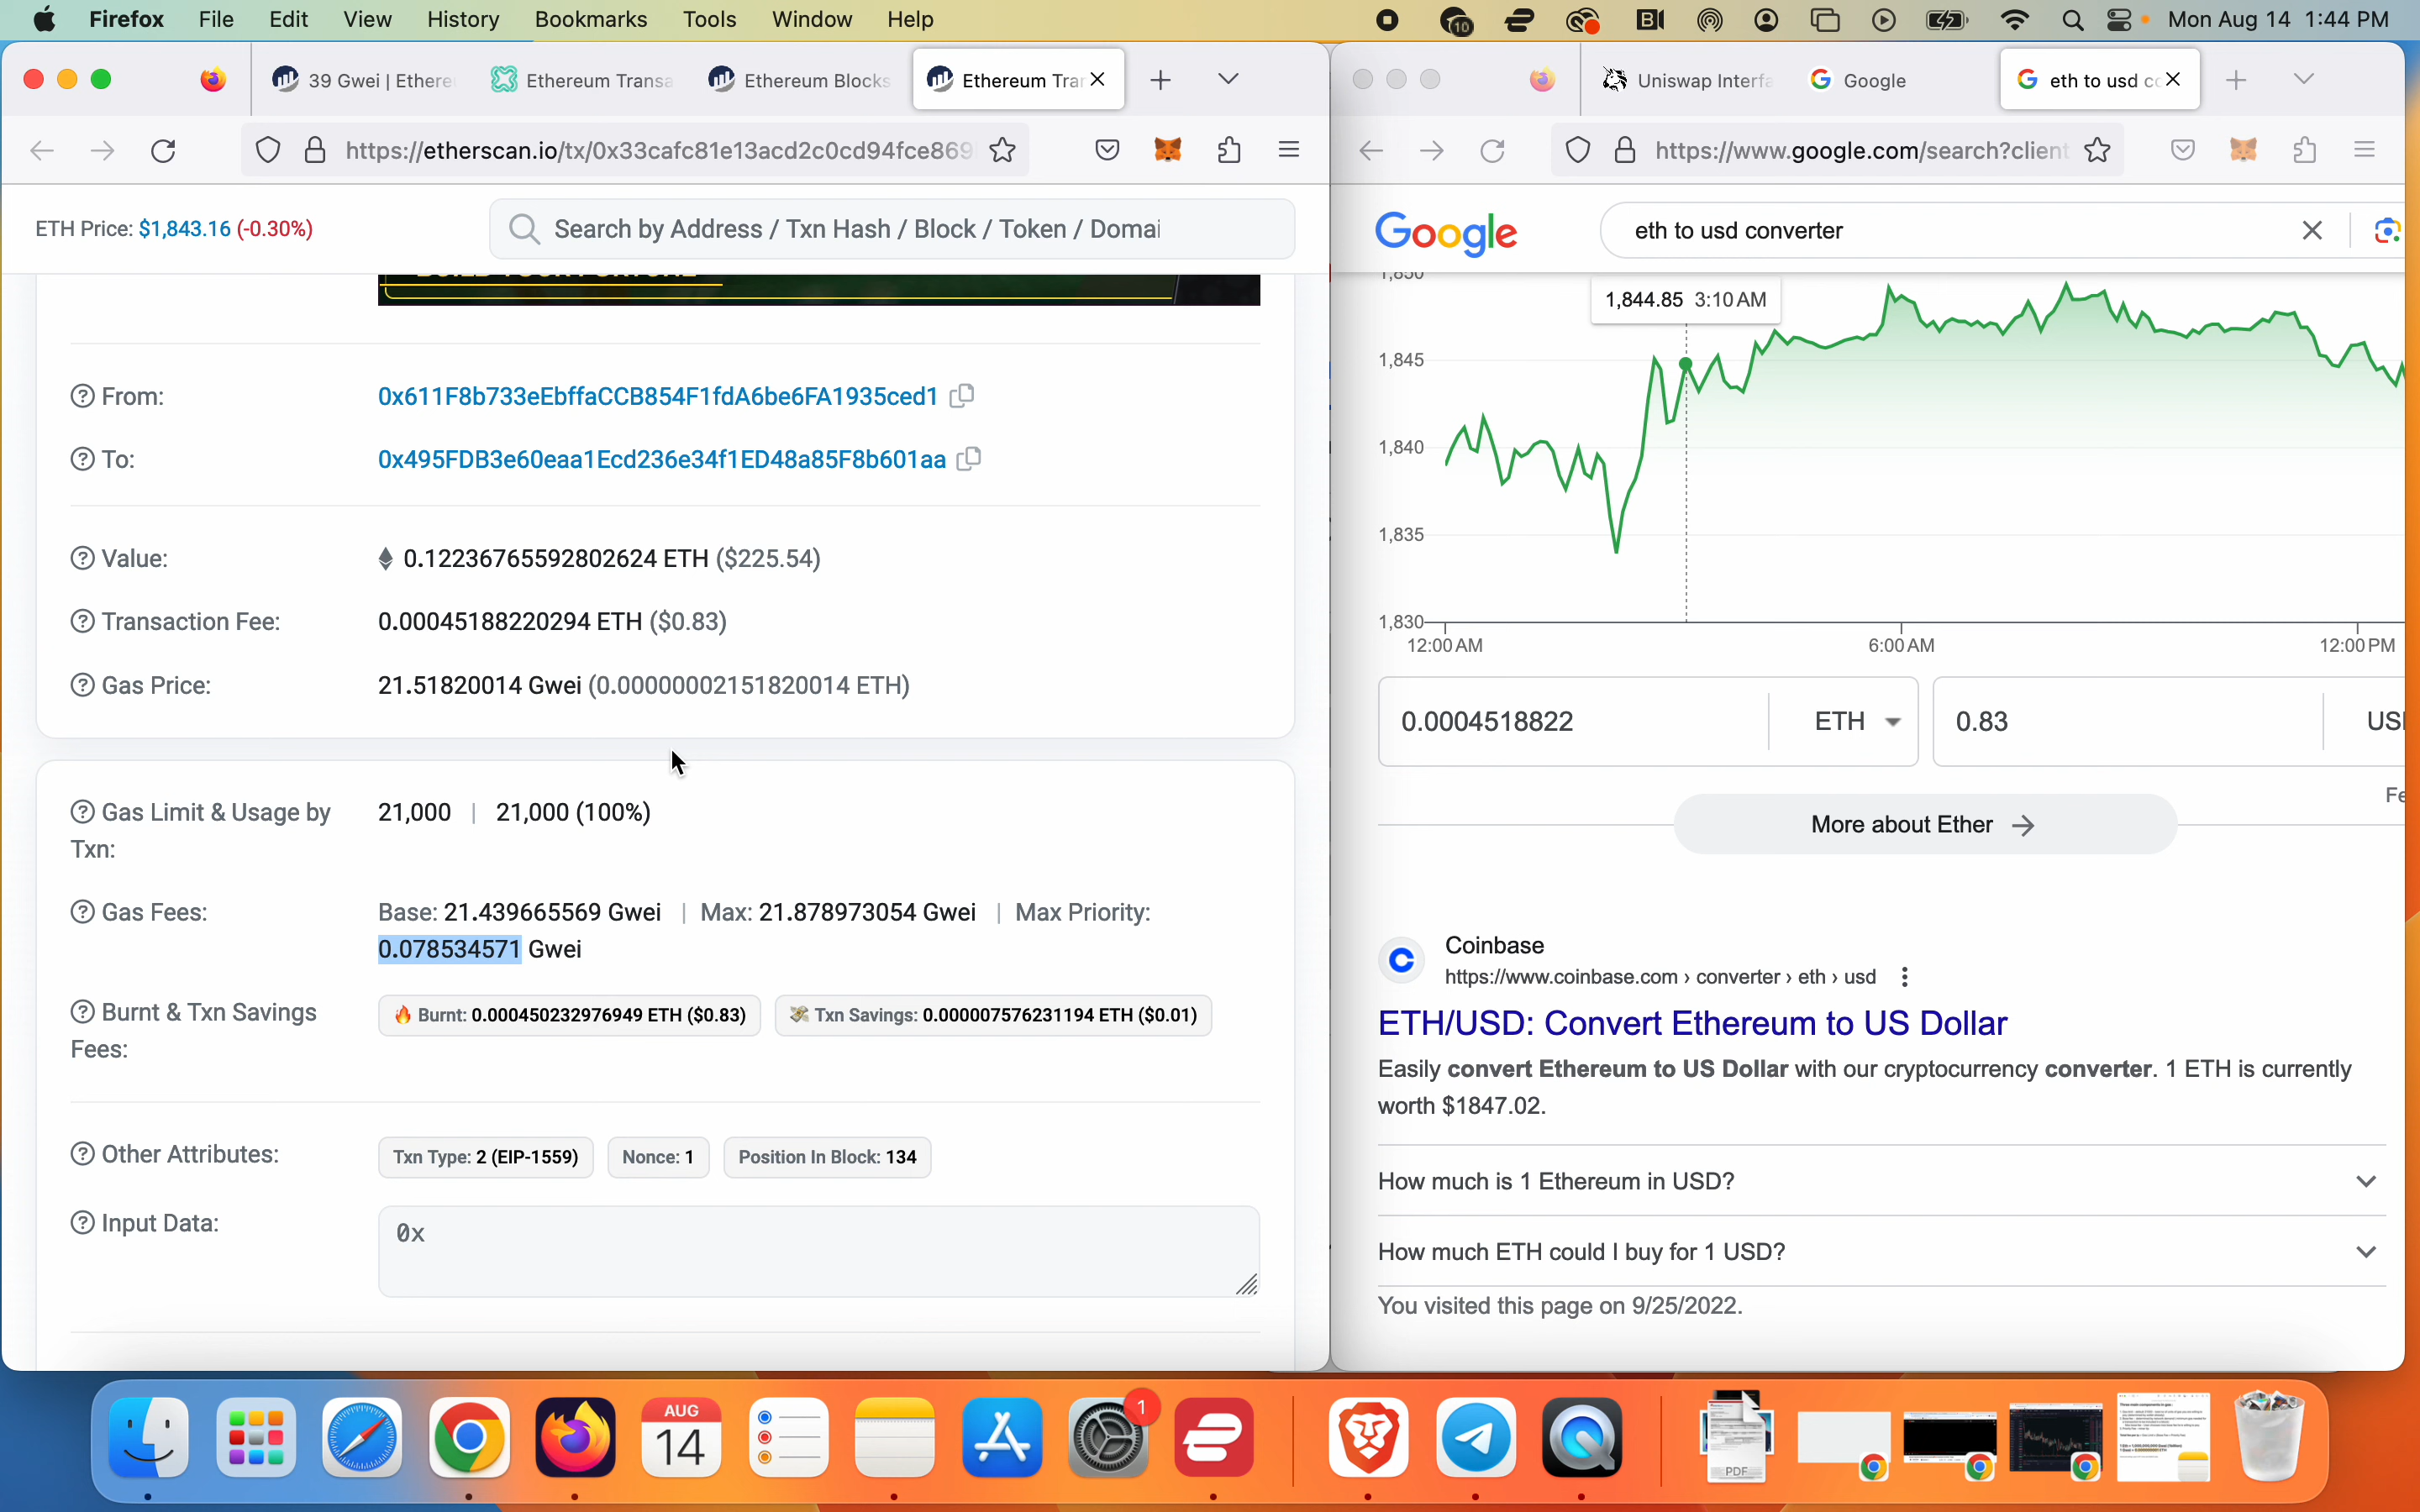 Firefox File Edit View History Bookmarks Tools Window Help
10
Mon Aug 14 1:44 PM
39 Gwei | Ethere
Ethereum Transa
Ethereum Blocks
Ethereum Tra
https://etherscan.io/tx/0x33cafc81e13acd2c0cd94fce869
ETH Price: $1,843.16 (-0.30%)
Search by Address / Txn Hash / Block / Token / Domai
From: 0x611F8b733eEbffaCCB854F1fdA6be6FA1935ced1
To: 0x495FDB3e60eaa1Ecd236e34f1ED48a85F8b601aa
Value: 0.12236765592802624 ETH ($225.54)
Transaction Fee: 0.00045188220294 ETH ($0.83)
Gas Price: 21.51820014 Gwei (0.00000002151820014 ETH)
Gas Limit & Usage by 21,000 | 21,000 (100%)
Txn:
Gas Fees: Base: 21.439665569 Gwei | Max: 21.878973054 Gwei | Max Priority:
0.078534571 Gwei
Burnt & Txn Savings Burnt: 0.000450232976949 ETH ($0.83) Txn Savings: 0.000007576231194 ETH ($0.01)
Fees:
Other Attributes: Txn Type: 2 (EIP-1559) Nonce: 1 Position In Block: 134
Input Data: 0x
Uniswap Interfa
Google
eth to usd c
https://www.google.com/search?client
Google
eth to usd converter
1,850
1,844.85 3:10 AM
1,845
1,840
1,835
1,830
12:00 AM 6:00 AM 12:00 PM
0.0004518822 ETH 0.83 US
Fe
More about Ether
Coinbase
https://www.coinbase.com › converter › eth › usd
ETH/USD: Convert Ethereum to US Dollar
Easily convert Ethereum to US Dollar with our cryptocurrency converter. 1 ETH is currently
worth $1847.02.
How much is 1 Ethereum in USD?
How much ETH could I buy for 1 USD?
You visited this page on 9/25/2022.
AUG
14
1
PDF